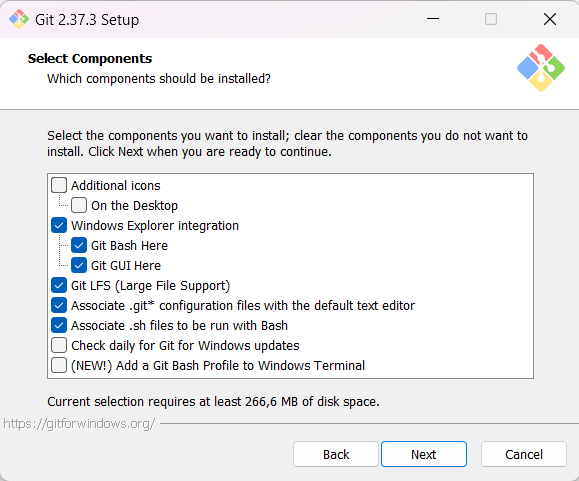 Git 2.37.3 Setup
Select Components
Which components should be installed?
Select the components you want to install; clear the components you do not want to
install. Click Next when you are ready to continue.
Additional icons
On the Desktop
Windows Explorer integration
Git Bash Here
Git GUI Here
Git LFS (Large File Support)
Associate .git* configuration files with the default text editor
Associate .sh files to be run with Bash
Check daily for Git for Windows updates
(NEW!) Add a Git Bash Profile to Windows Terminal
Current selection requires at least 266,6 MB of disk space.
https://gitforwindows.org/
Back Next Cancel